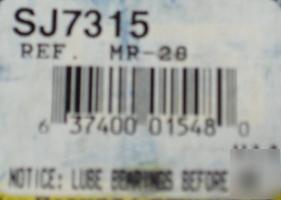 SJ7315
REF. MR-28
6 37400 01548 0
NOTICE: LUBE BEARINGS BEFORE